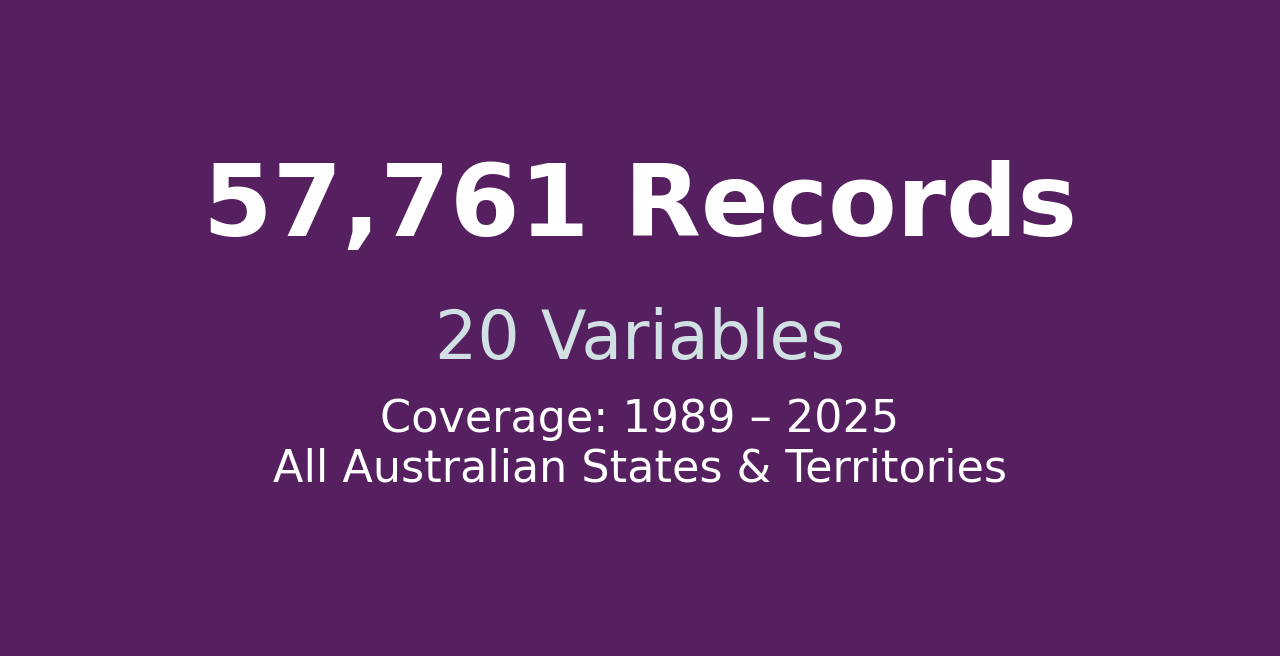 57,761 Records
20 Variables
Coverage: 1989 – 2025
All Australian States & Territories